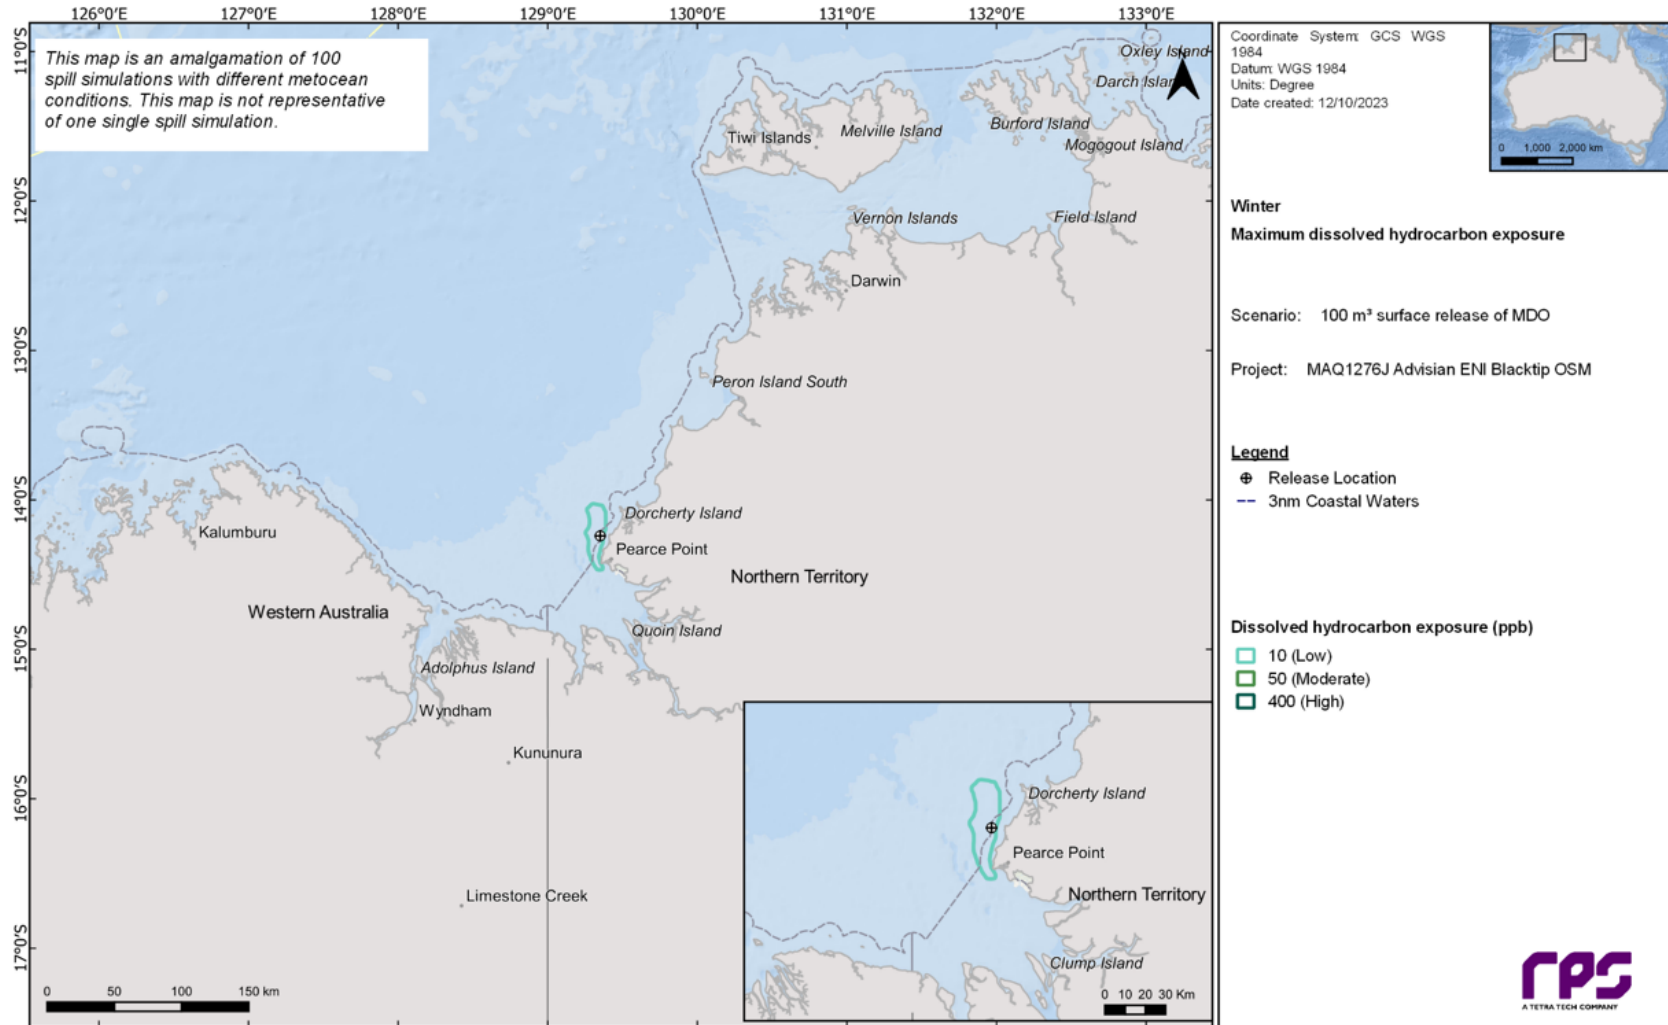 126°0'E 127°0'E 128°0'E 129°0'E 130°0'E 131°0'E 132°0'E 133°0'E
11°0'S
12°0'S
13°0'S
14°0'S
15°0'S
16°0'S
17°0'S
This map is an amalgamation of 100
spill simulations with different metocean
conditions. This map is not representative
of one single spill simulation.
Oxley Island
Darch Islan
Tiwi Islands
Melville Island
Burford Island
Mogogout Island
Vernon Islands
Field Island
Darwin
Peron Island South
Dorcherty Island
Kalumburu
Pearce Point
Northern Territory
Western Australia
Quoin Island
Adolphus Island
Wyndham
Kununura
Limestone Creek
0 50 100 150 km
Dorcherty Island
Pearce Point
Northern Territory
Clump Island
0 10 20 30 Km
Coordinate System: GCS WGS
1984
Datum: WGS 1984
Units: Degree
Date created: 12/10/2023
0 1,000 2,000 km
Winter
Maximum dissolved hydrocarbon exposure
Scenario: 100 m³ surface release of MDO
Project: MAQ1276J Advisian ENI Blacktip OSM
Legend
Release Location
3nm Coastal Waters
Dissolved hydrocarbon exposure (ppb)
10 (Low)
50 (Moderate)
400 (High)
rps
A TETRA TECH COMPANY